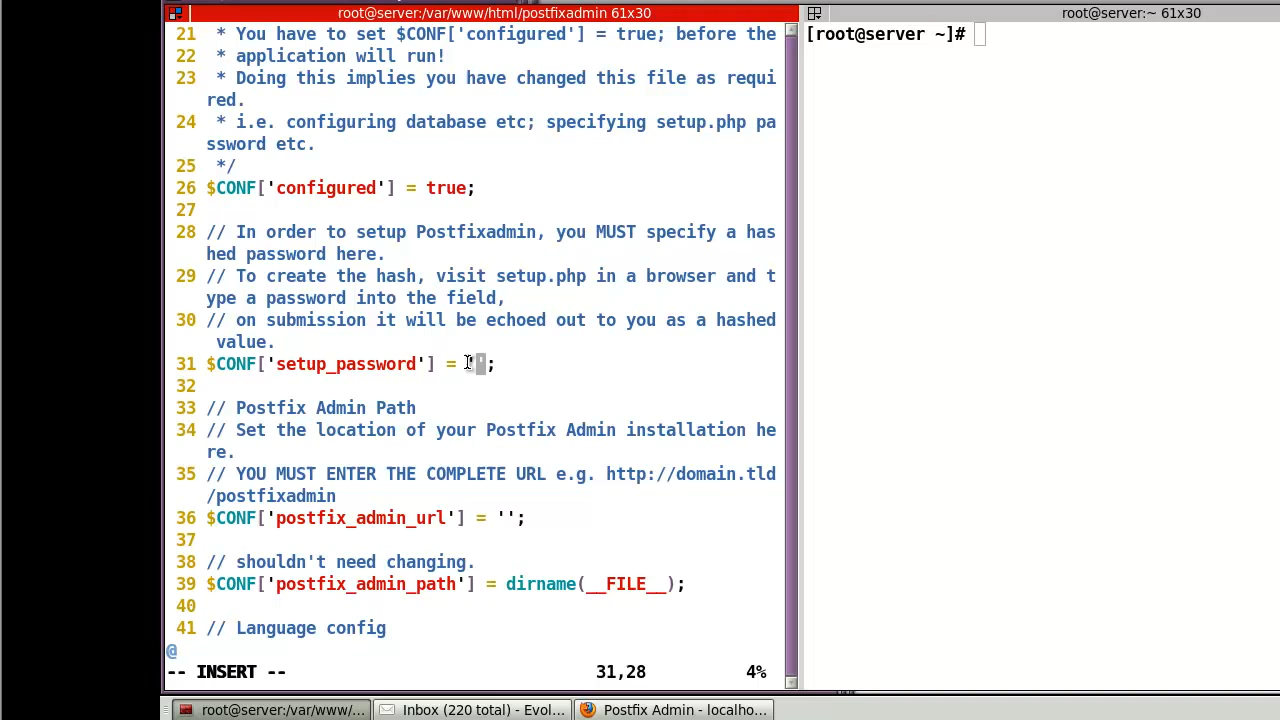 root@server:/var/www/html/postfixadmin 61x30
root@server:~ 61x30
21  * You have to set $CONF['configured'] = true; before the
22  * application will run!
23  * Doing this implies you have changed this file as requi
red.
24  * i.e. configuring database etc; specifying setup.php pa
ssword etc.
25  */
26 $CONF['configured'] = true;
27
28 // In order to setup Postfixadmin, you MUST specify a has
hed password here.
29 // To create the hash, visit setup.php in a browser and t
ype a password into the field,
30 // on submission it will be echoed out to you as a hashed
 value.
31 $CONF['setup_password'] = '';
32
33 // Postfix Admin Path
34 // Set the location of your Postfix Admin installation he
re.
35 // YOU MUST ENTER THE COMPLETE URL e.g. http://domain.tld
/postfixadmin
36 $CONF['postfix_admin_url'] = '';
37
38 // shouldn't need changing.
39 $CONF['postfix_admin_path'] = dirname(__FILE__);
40
41 // Language config
@
-- INSERT -- 31,28 4%
[root@server ~]#
root@server:/var/www/...
Inbox (220 total) - Evol...
Postfix Admin - localho...